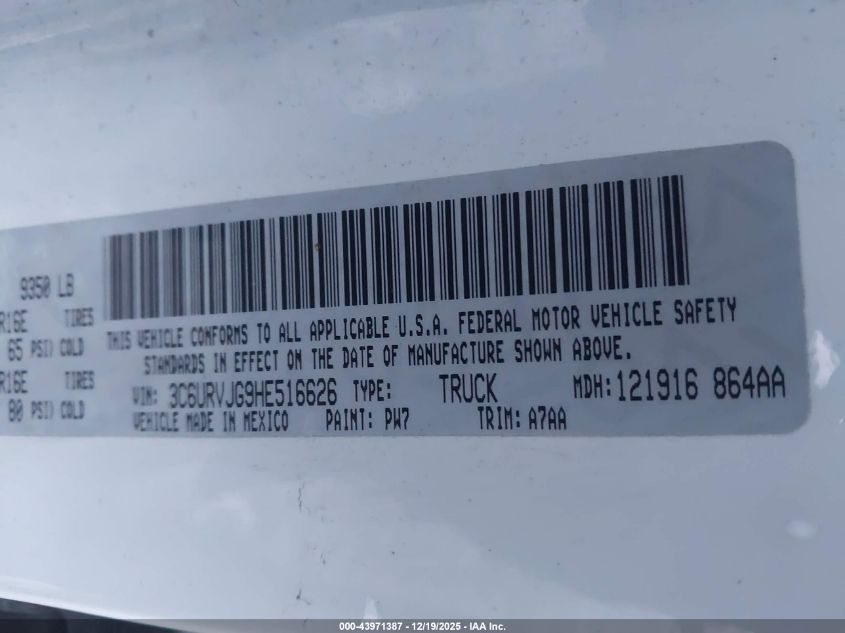 9350 LB
R16E TIRES
65 PSI) COLD
R16E TIRES
80 PSI) COLD
THIS VEHICLE CONFORMS TO ALL APPLICABLE U.S.A. FEDERAL MOTOR VEHICLE SAFETY
STANDARDS IN EFFECT ON THE DATE OF MANUFACTURE SHOWN ABOVE.
VIN: 3C6URVJG9HE516626 TYPE: TRUCK MDH: 121916 864AA
VEHICLE MADE IN MEXICO PAINT: PW7 TRIM: A7AA
000-43971387 - 12/19/2025 - IAA Inc.